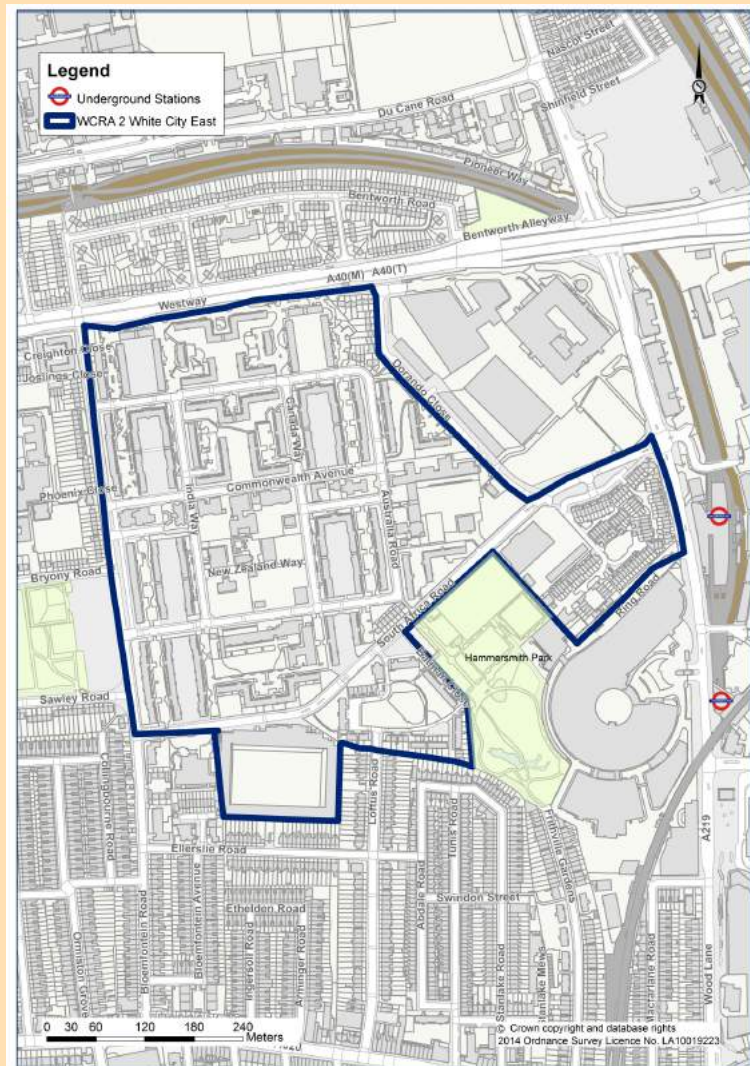 Legend
Underground Stations
WCRA 2 White City East
Nascot Street
Du Cane Road
Shinfield Street
Pioneer Way
Bentworth Road
Bentworth Alleyway
A40(M) A40(T)
Westway
Creighton Close
Joslings Close
Dorando Close
Canada Way
Commonwealth Avenue
Phoenix Close
India Way
Australia Road
New Zealand Way
Bryony Road
South Africa Road
Ring Road
Hammersmith Park
Sawley Road
Collingbourne Road
Loftus Road
Tunis Road
A219
Ellerslie Road
Frithville Gardens
Abdale Road
Swindon Street
Ethelden Road
Bloemfontein Road
Bloemfontein Avenue
Ormiston Grove
Ingersoll Road
Arminger Road
Stanlake Road
Stanlake Mews
Macfarlane Road
Wood Lane
0 30 60 120 180 240
Meters
© Crown copyright and database rights
2014 Ordnance Survey Licence No. LA10019223